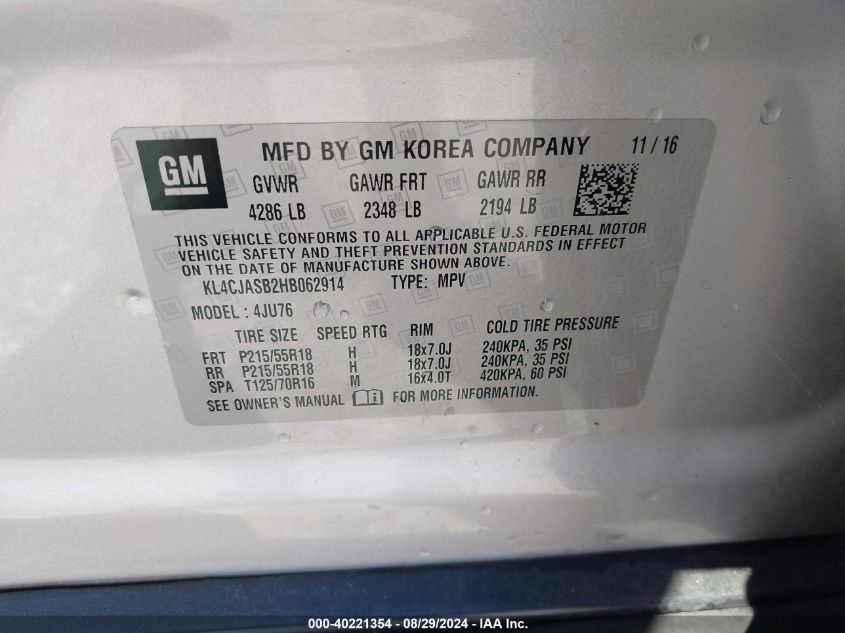 GM MFD BY GM KOREA COMPANY 11 / 16
GVWR GAWR FRT GAWR RR
4286 LB 2348 LB 2194 LB
THIS VEHICLE CONFORMS TO ALL APPLICABLE U.S. FEDERAL MOTOR
VEHICLE SAFETY AND THEFT PREVENTION STANDARDS IN EFFECT
ON THE DATE OF MANUFACTURE SHOWN ABOVE.
KL4CJASB2HB062914 TYPE: MPV
MODEL : 4JU76
TIRE SIZE SPEED RTG RIM COLD TIRE PRESSURE
FRT P215/55R18 H 18x7.0J 240KPA, 35 PSI
RR P215/55R18 H 18x7.0J 240KPA, 35 PSI
SPA T125/70R16 M 16x4.0T 420KPA, 60 PSI
SEE OWNER'S MANUAL FOR MORE INFORMATION.
000-40221354 - 08/29/2024 - IAA Inc.